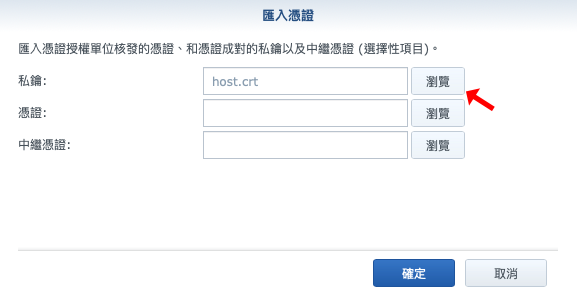 匯入憑證
匯入憑證授權單位核發的憑證、和憑證成對的私鑰以及中繼憑證 (選擇性項目)。
私鑰: host.crt 瀏覽
憑證: 瀏覽
中繼憑證: 瀏覽
確定 取消